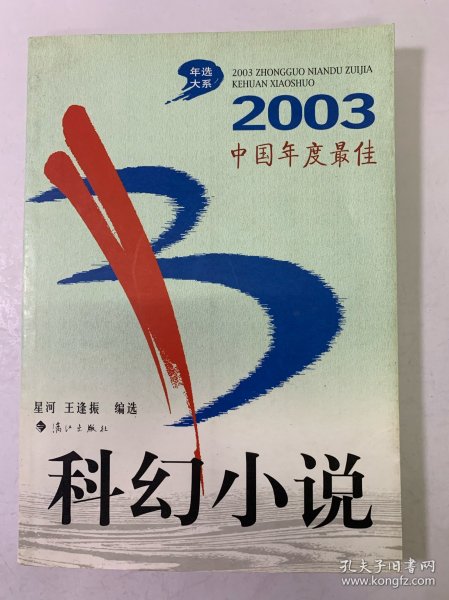 年选
大系
2003 ZHONGGUO NIANDU ZUIJIA
KEHUAN XIAOSHUO
2003
中国年度最佳
星河 王逢振 编选
漓江出版社
科幻小说
孔夫子旧书网
www.kongfz.com